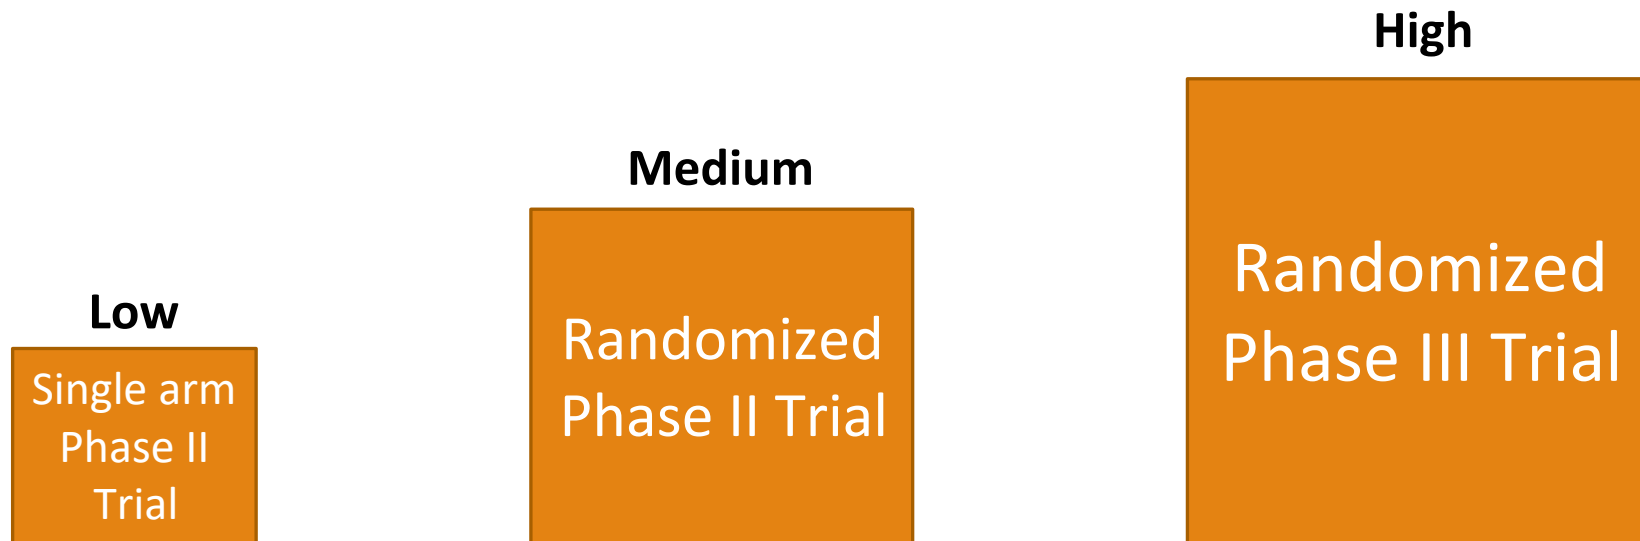 Low
Single arm
Phase II
Trial
Medium
Randomized
Phase II Trial
High
Randomized
Phase III Trial